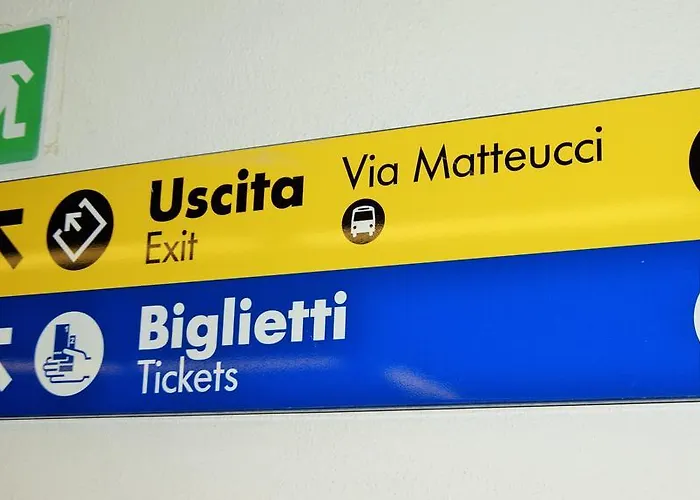 Uscita Via Matteucci
Exit
Biglietti
Tickets